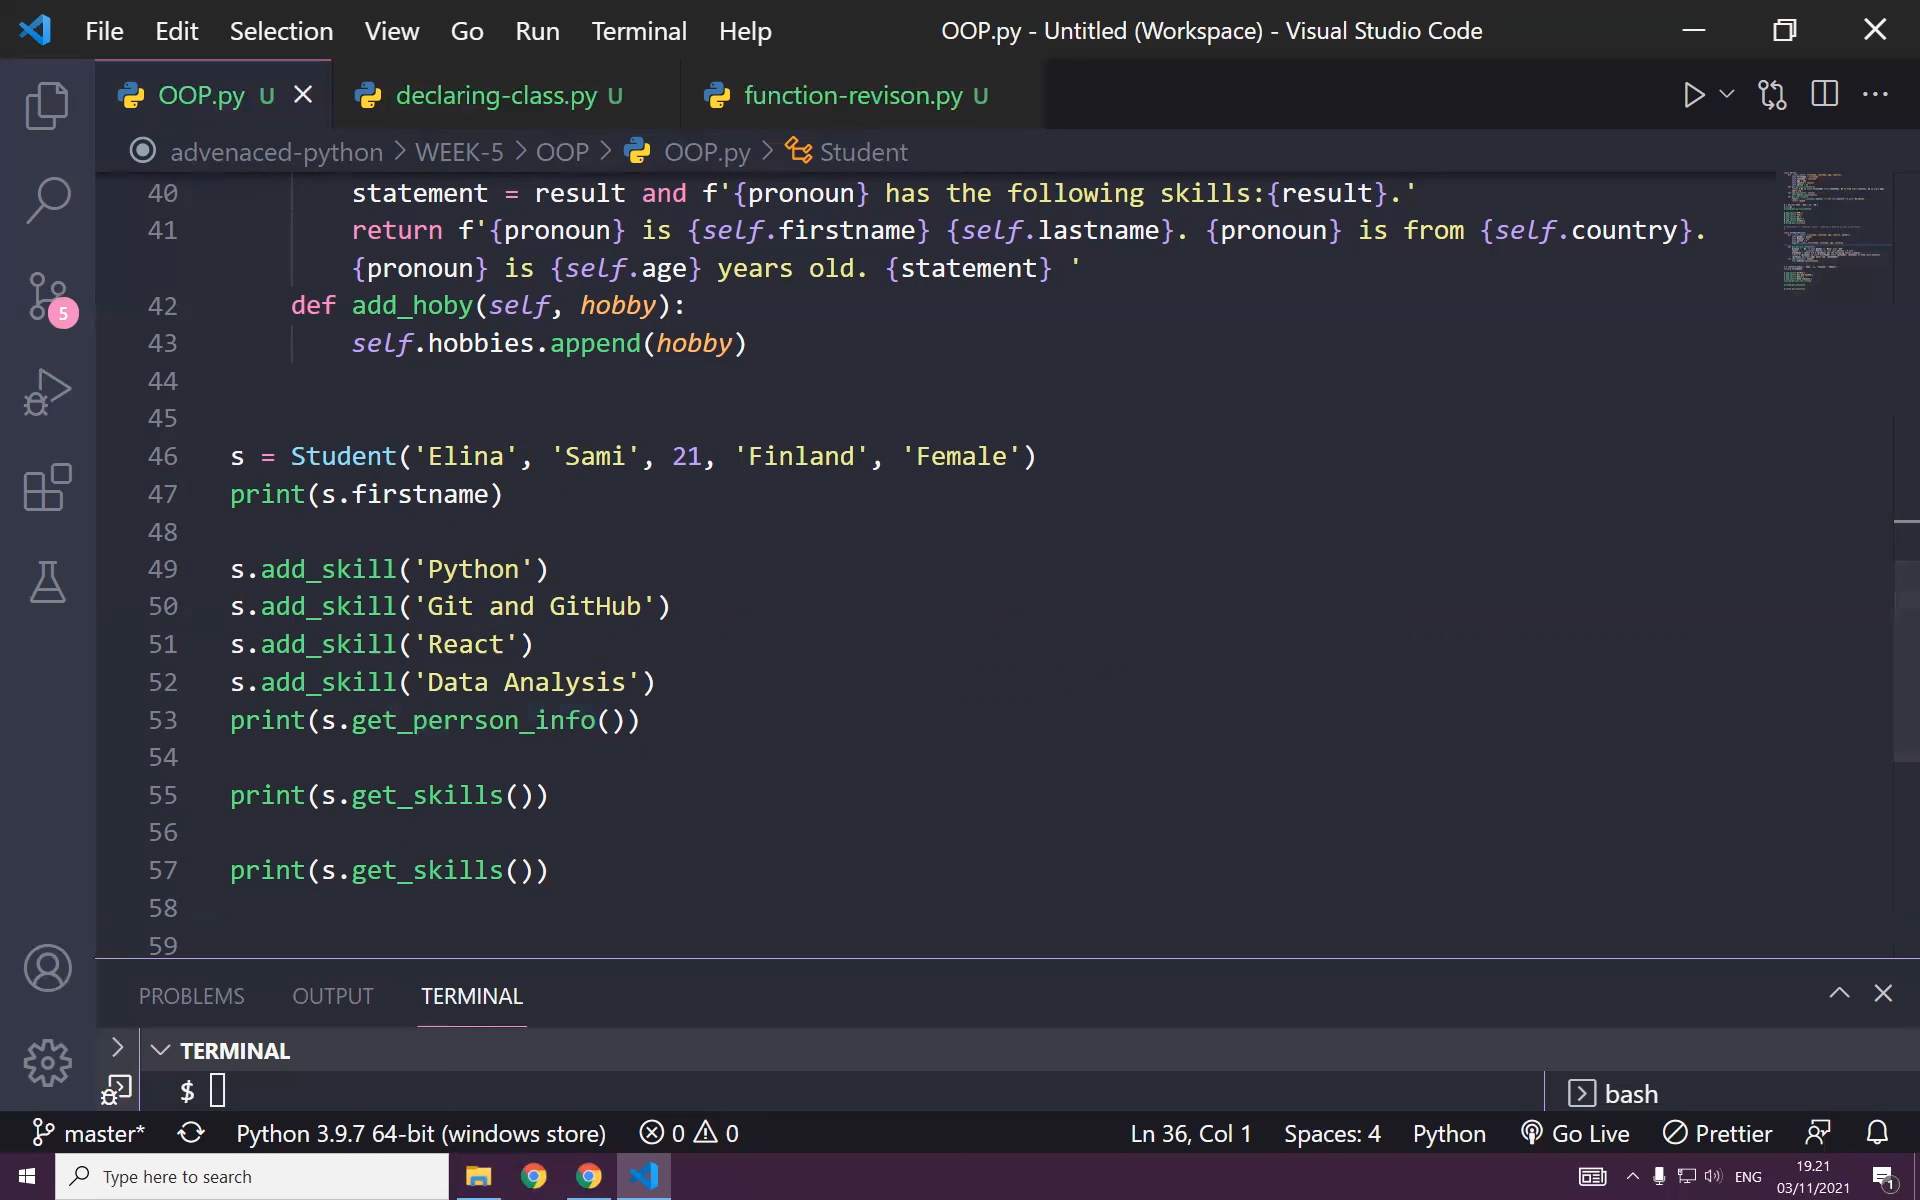 File Edit Selection View Go Run Terminal Help OOP.py - Untitled (Workspace) - Visual Studio Code
OOP.py U declaring-class.py U function-revison.py U
advenaced-python > WEEK-5 > OOP > OOP.py > Student
40 statement = result and f'{pronoun} has the following skills:{result}.'
41 return f'{pronoun} is {self.firstname} {self.lastname}. {pronoun} is from {self.country}.
{pronoun} is {self.age} years old. {statement} '
42 def add_hoby(self, hobby):
43 self.hobbies.append(hobby)
44
45
46 s = Student('Elina', 'Sami', 21, 'Finland', 'Female')
47 print(s.firstname)
48
49 s.add_skill('Python')
50 s.add_skill('Git and GitHub')
51 s.add_skill('React')
52 s.add_skill('Data Analysis')
53 print(s.get_perrson_info())
54
55 print(s.get_skills())
56
57 print(s.get_skills())
58
59
5
PROBLEMS OUTPUT TERMINAL
TERMINAL
$
bash
master* Python 3.9.7 64-bit (windows store) 0 0 Ln 36, Col 1 Spaces: 4 Python Go Live Prettier
Type here to search
ENG
19.21
03/11/2021
1